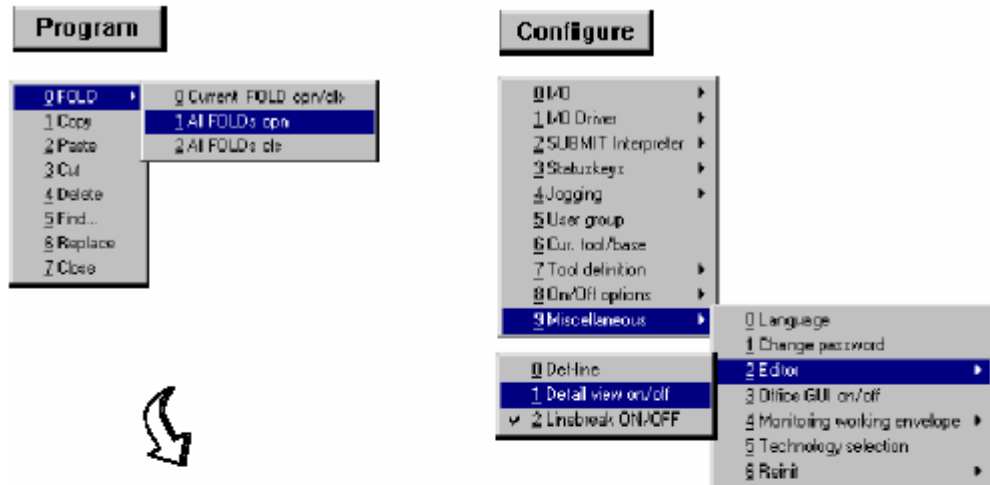 Program
0 FOLD
1 Copy
2 Paste
3 Cut
4 Delete
5 Find...
6 Replace
7 Close
0 Current FOLD opn/cls
1 All FOLDs opn
2 All FOLDs cls
Configure
0 I/O
1 I/O Driver
2 SUBMIT Interpreter
3 Statuskeys
4 Jogging
5 User group
6 Cur. tool/base
7 Tool definition
8 On/Off options
9 Miscellaneous
0 Language
1 Change password
2 Editor
3 Office GUI on/off
4 Monitoring working envelope
5 Technology selection
6 Reinit
0 Def-line
1 Detail view on/off
2 Linebreak ON/OFF